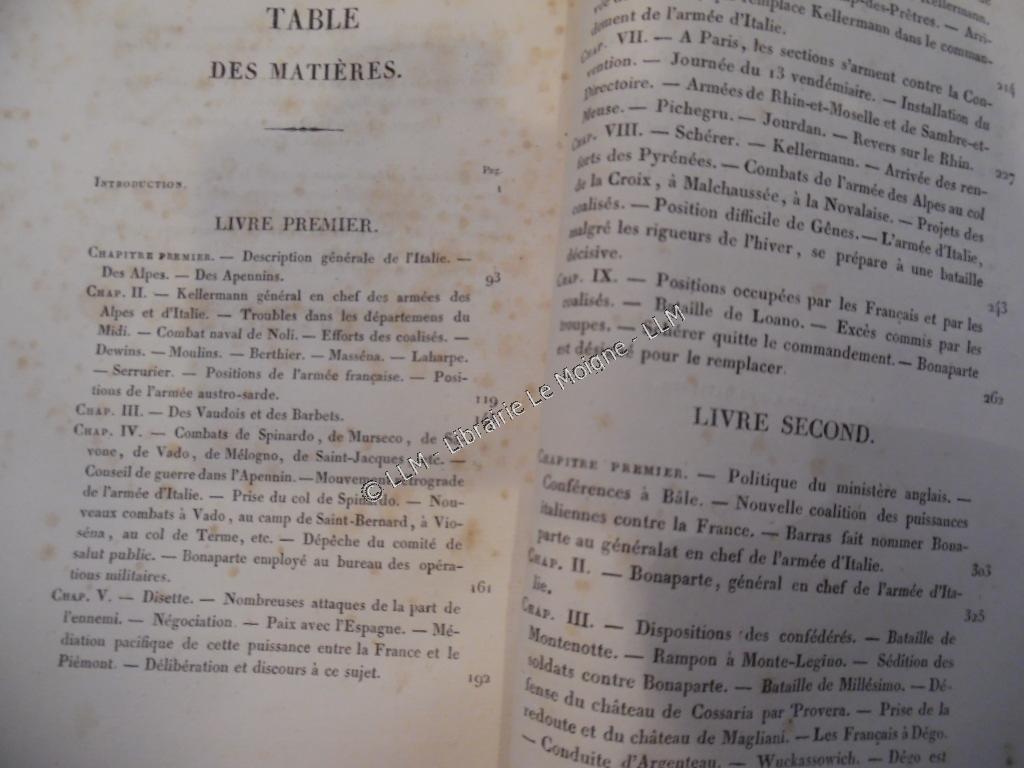 TABLE
DES MATIÈRES.
Pag.
INTRODUCTION. 1
LIVRE PREMIER.
CHAPITRE PREMIER. — Description générale de l'Italie. —
Des Alpes. — Des Apennins. 93
CHAP. II. — Kellermann général en chef des armées des
Alpes et d'Italie. — Troubles dans les départemens du
Midi. — Combat naval de Noli. — Efforts des coalisés. —
Dewins. — Moulins. — Berthier. — Masséna. — Laharpe.
— Serrurier. — Positions de l'armée française. — Posi-
tions de l'armée austro-sarde. 119
CHAP. III. — Des Vaudois et des Barbets.
CHAP. IV. — Combats de Spinardo, de Murseco, de
vone, de Vado, de Mélogno, de Saint-Jacques, etc. —
Conseil de guerre dans l'Apennin. — Mouvement rétrograde
de l'armée d'Italie. — Prise du col de Spinardo. — Nou-
veaux combats à Vado, au camp de Saint-Bernard, à Vio-
séna, au col de Terme, etc. — Dépêche du comité de
salut public. — Bonaparte employé au bureau des opéra-
tions militaires. 161
CHAP. V. — Disette. — Nombreuses attaques de la part de
l'ennemi. — Négociation. — Paix avec l'Espagne. — Mé-
diation pacifique de cette puissance entre la France et le
Piémont. — Délibération et discours à ce sujet. 192
-des-Prêtres. — Arri-
remplace Kellermann dans le comman-
dement de l'armée d'Italie. 214
CHAP. VII. — A Paris, les sections s'arment contre la Con-
vention. — Journée du 13 vendémiaire. — Installation du
Directoire. — Armées de Rhin-et-Moselle et de Sambre-et-
Meuse. — Pichegru. — Jourdan. — Revers sur le Rhin. 227
CHAP. VIII. — Schérer. — Kellermann. — Arrivée des ren-
forts des Pyrénées. — Combats de l'armée des Alpes au col
de la Croix, à Malchaussée, à la Novalaise. — Projets des
coalisés. — Position difficile de Gênes. — L'armée d'Italie,
malgré les rigueurs de l'hiver, se prépare à une bataille
décisive. 243
CHAP. IX. — Positions occupées par les Français et par les
coalisés. — Bataille de Loano. — Excès commis par les
troupes. — Schérer quitte le commandement. — Bonaparte
est désigné pour le remplacer. 262
LIVRE SECOND.
CHAPITRE PREMIER. — Politique du ministère anglais. —
Conférences à Bâle. — Nouvelle coalition des puissances
italiennes contre la France. — Barras fait nommer Bona-
parte au généralat en chef de l'armée d'Italie. 303
CHAP. II. — Bonaparte, général en chef de l'armée d'Ita-
lie. 325
CHAP. III. — Dispositions des confédérés. — Bataille de
Montenotte. — Rampon à Monte-Legino. — Sédition des
soldats contre Bonaparte. — Bataille de Millésimo. — Dé-
fense du château de Cossaria par Provera. — Prise de la
redoute et du château de Magliani. — Les Français à Dégo.
— Conduite d'Argenteau. — Wuckassowich. — Dégo est
© LLM - Librairie Le Moigne - LLM